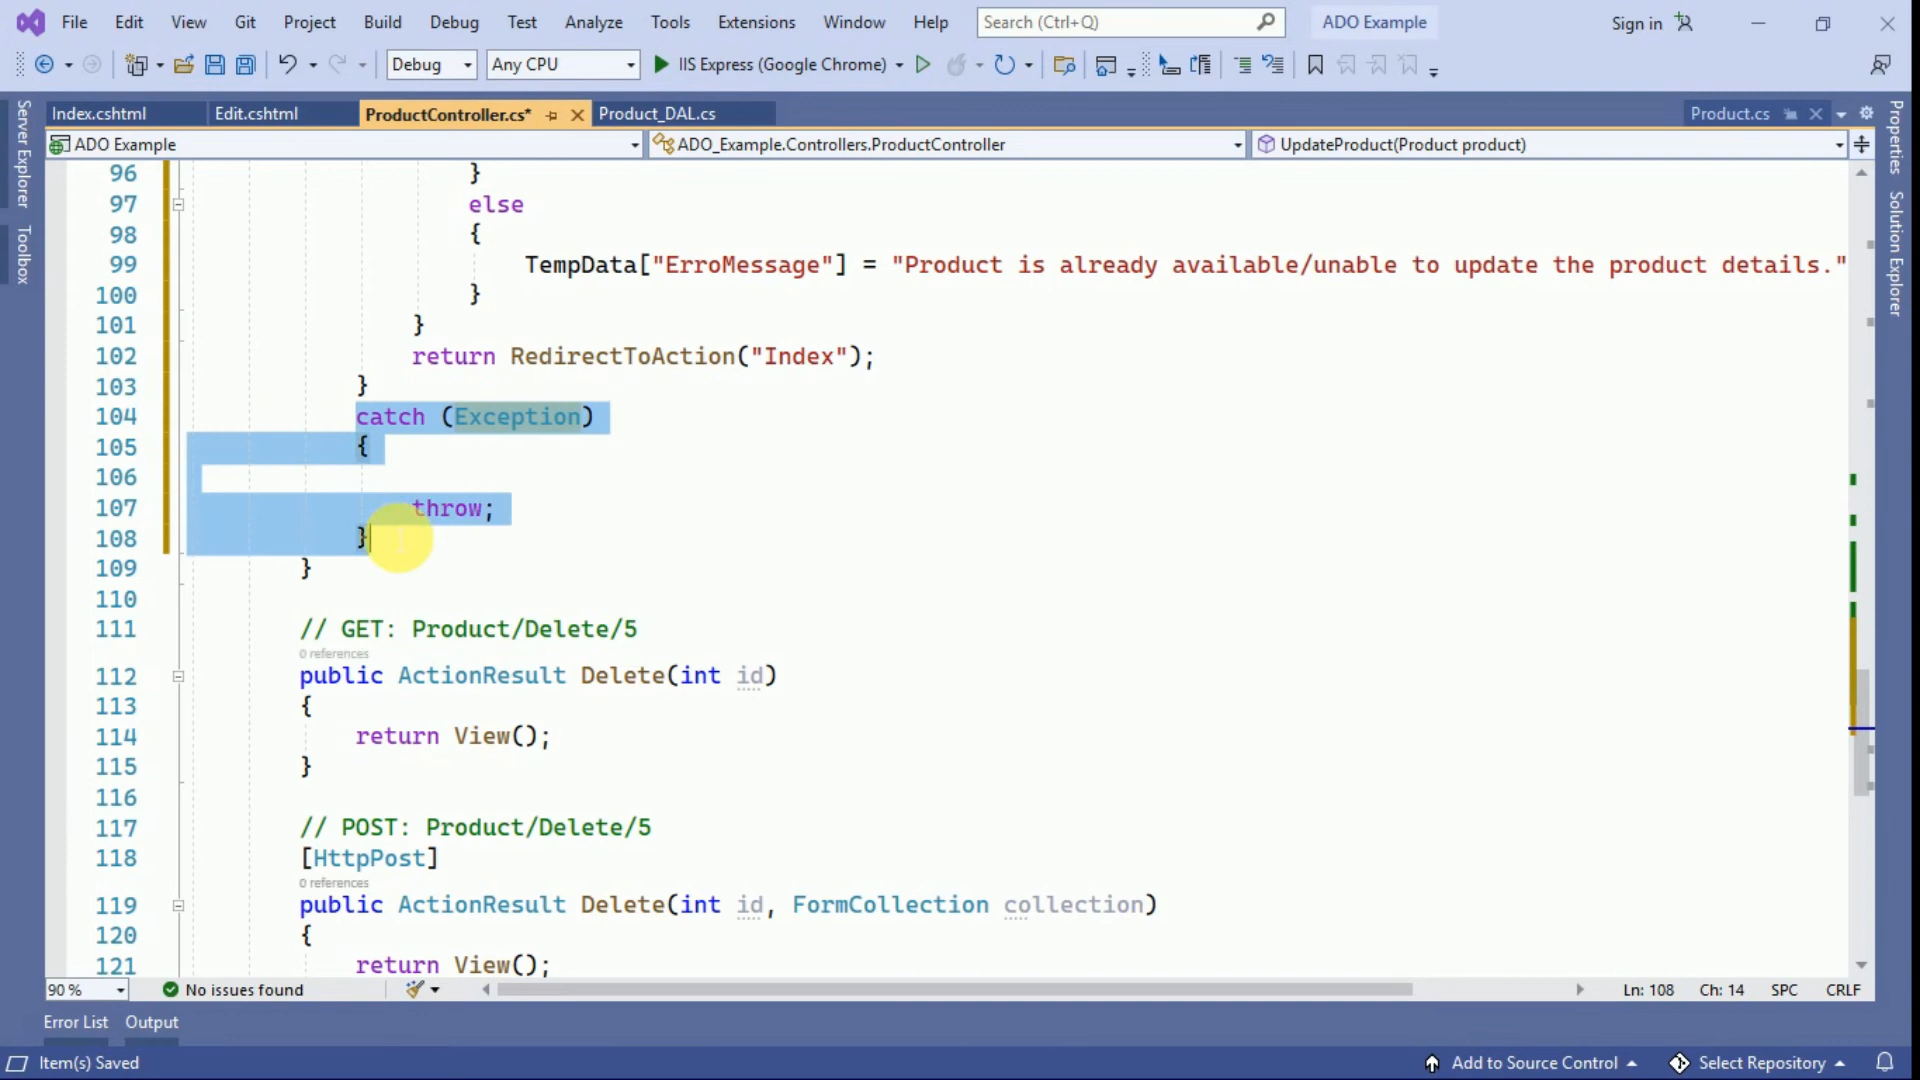 File Edit View Git Project Build Debug Test Analyze Tools Extensions Window Help Search (Ctrl+Q) ADO Example Sign in
Debug Any CPU IIS Express (Google Chrome)
Index.cshtml Edit.cshtml ProductController.cs* Product_DAL.cs Product.cs
ADO Example ADO_Example.Controllers.ProductController UpdateProduct(Product product)
Server Explorer
Toolbox
Properties
Solution Explorer
96 }
97 else
98 {
99 TempData["ErroMessage"] = "Product is already available/unable to update the product details."
100 }
101 }
102 return RedirectToAction("Index");
103 }
104 catch (Exception)
105 {
106
107 throw;
108 }
109 }
110
111 // GET: Product/Delete/5
0 references
112 public ActionResult Delete(int id)
113 {
114 return View();
115 }
116
117 // POST: Product/Delete/5
118 [HttpPost]
0 references
119 public ActionResult Delete(int id, FormCollection collection)
120 {
121 return View();
90 % No issues found Ln: 108 Ch: 14 SPC CRLF
Error List Output
Item(s) Saved Add to Source Control Select Repository